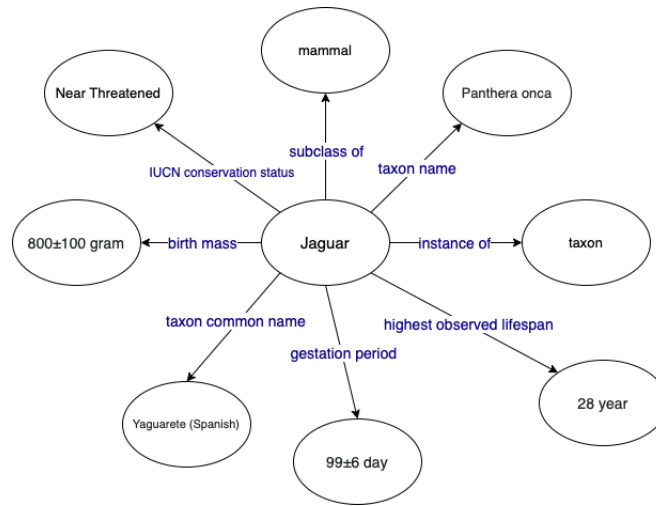 mammal
Near Threatened
Panthera onca
subclass of
IUCN conservation status
taxon name
800±100 gram
birth mass
Jaguar
instance of
taxon
taxon common name
highest observed lifespan
gestation period
28 year
Yaguarete (Spanish)
99±6 day